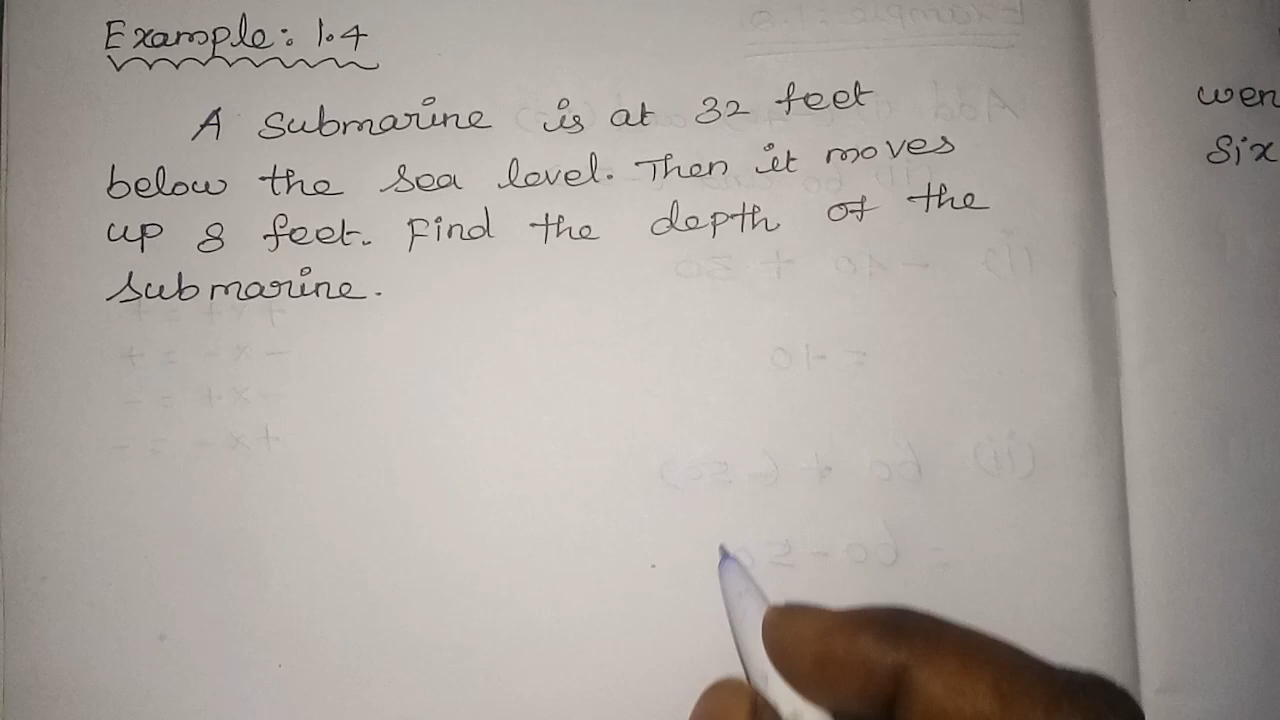 Example: 1.4
A submarine is at 32 feet
below the sea level. Then it moves
up 8 feet. Find the depth of the
submarine.
wen
six